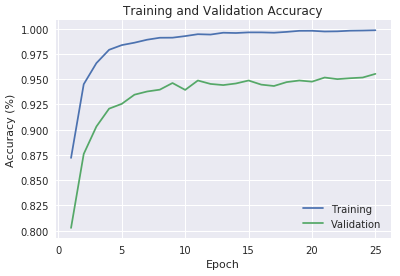 Training and Validation Accuracy
1.000
0.975
0.950
0.925
0.900
0.875
0.850
0.825
0.800
Accuracy (%)
Training
Validation
0 5 10 15 20 25
Epoch